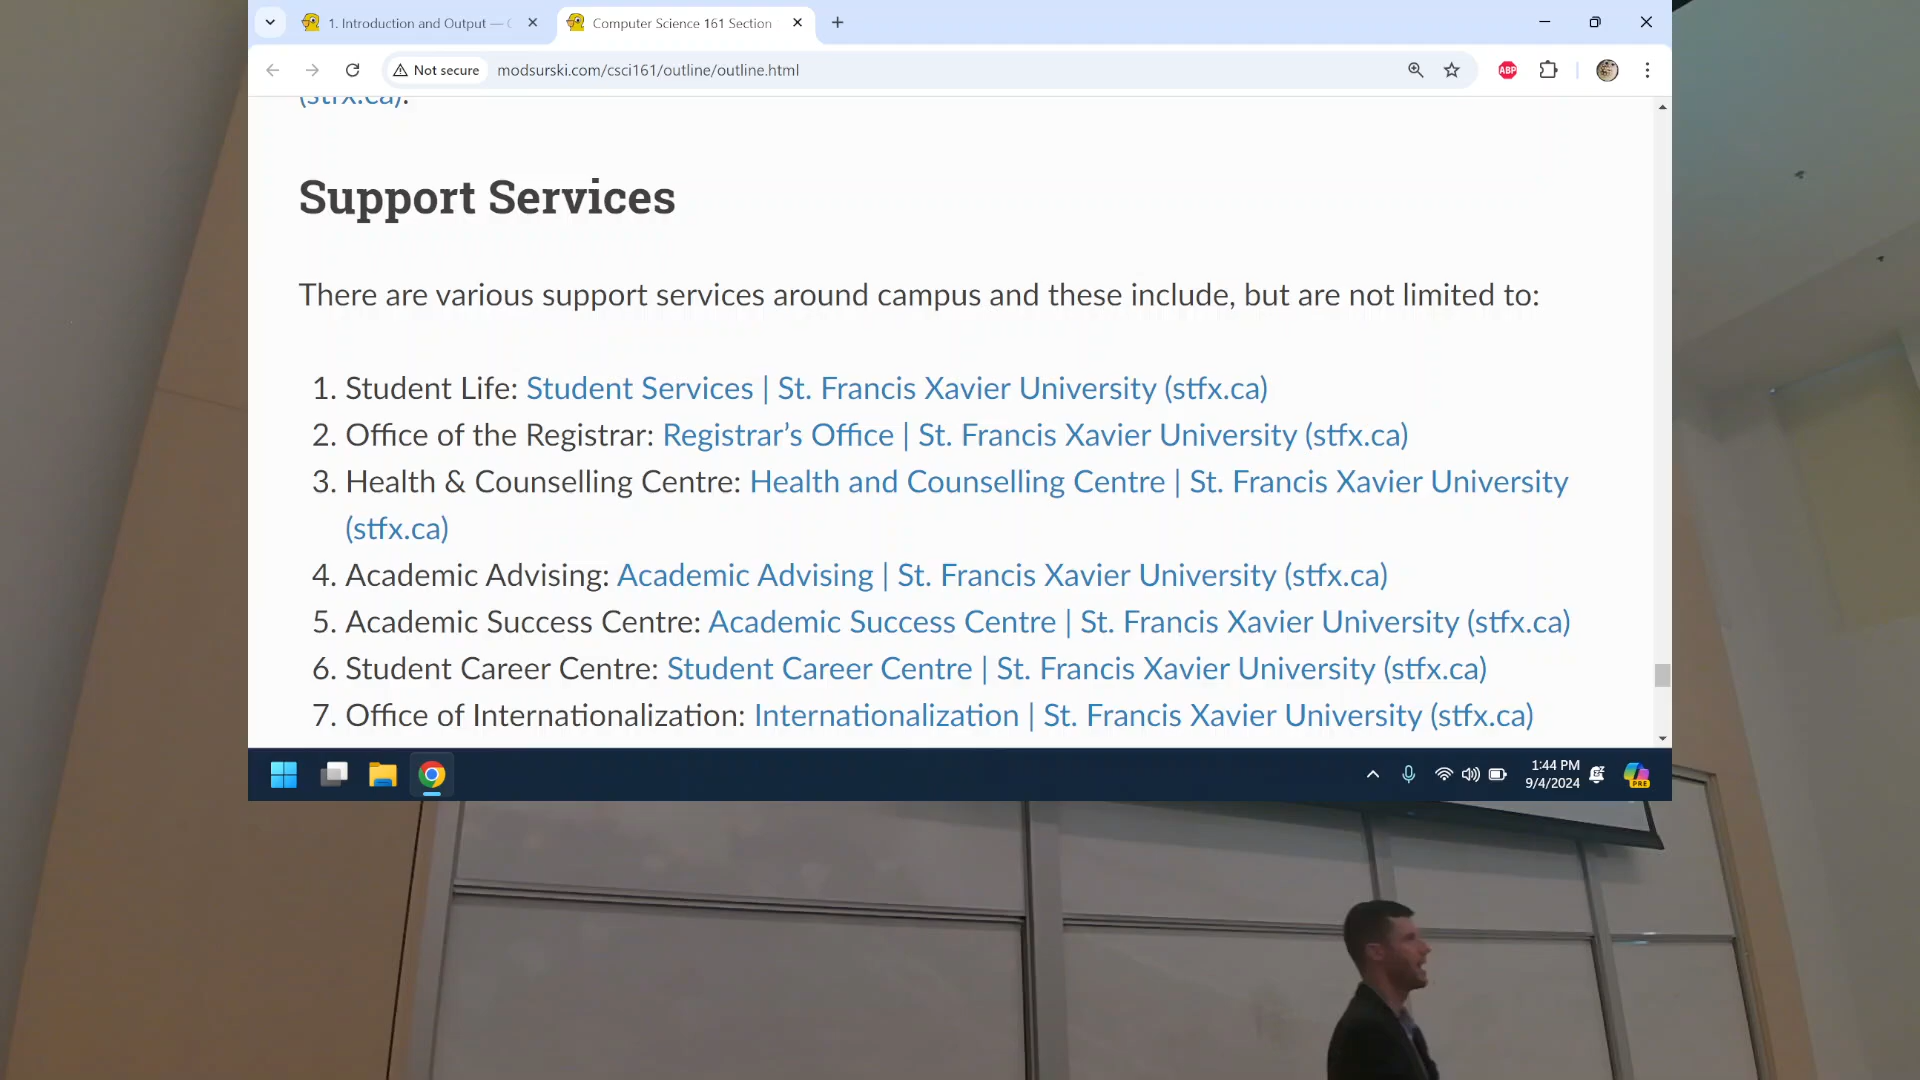 1. Introduction and Output — C
Computer Science 161 Section
Not secure
modsurski.com/csci161/outline/outline.html
ABP
(stfx.ca).
Support Services
There are various support services around campus and these include, but are not limited to:
1. Student Life: Student Services | St. Francis Xavier University (stfx.ca)
2. Office of the Registrar: Registrar’s Office | St. Francis Xavier University (stfx.ca)
3. Health & Counselling Centre: Health and Counselling Centre | St. Francis Xavier University
(stfx.ca)
4. Academic Advising: Academic Advising | St. Francis Xavier University (stfx.ca)
5. Academic Success Centre: Academic Success Centre | St. Francis Xavier University (stfx.ca)
6. Student Career Centre: Student Career Centre | St. Francis Xavier University (stfx.ca)
7. Office of Internationalization: Internationalization | St. Francis Xavier University (stfx.ca)
1:44 PM
9/4/2024
PRE